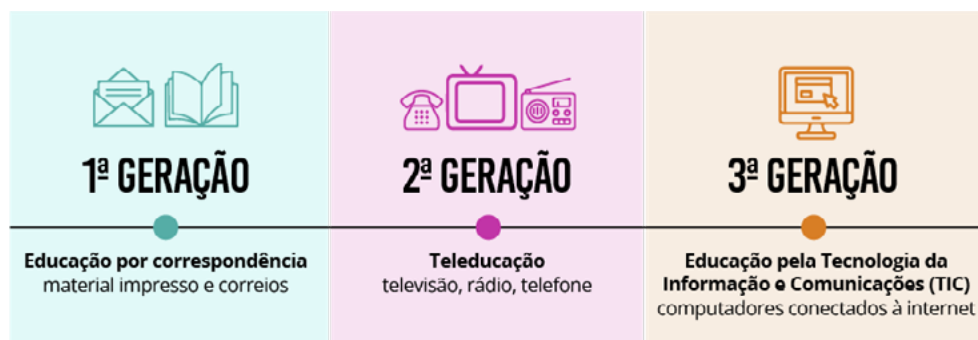 1ª GERAÇÃO
Educação por correspondência
material impresso e correios
2ª GERAÇÃO
Teleducação
televisão, rádio, telefone
3ª GERAÇÃO
Educação pela Tecnologia da
Informação e Comunicações (TIC)
computadores conectados à internet